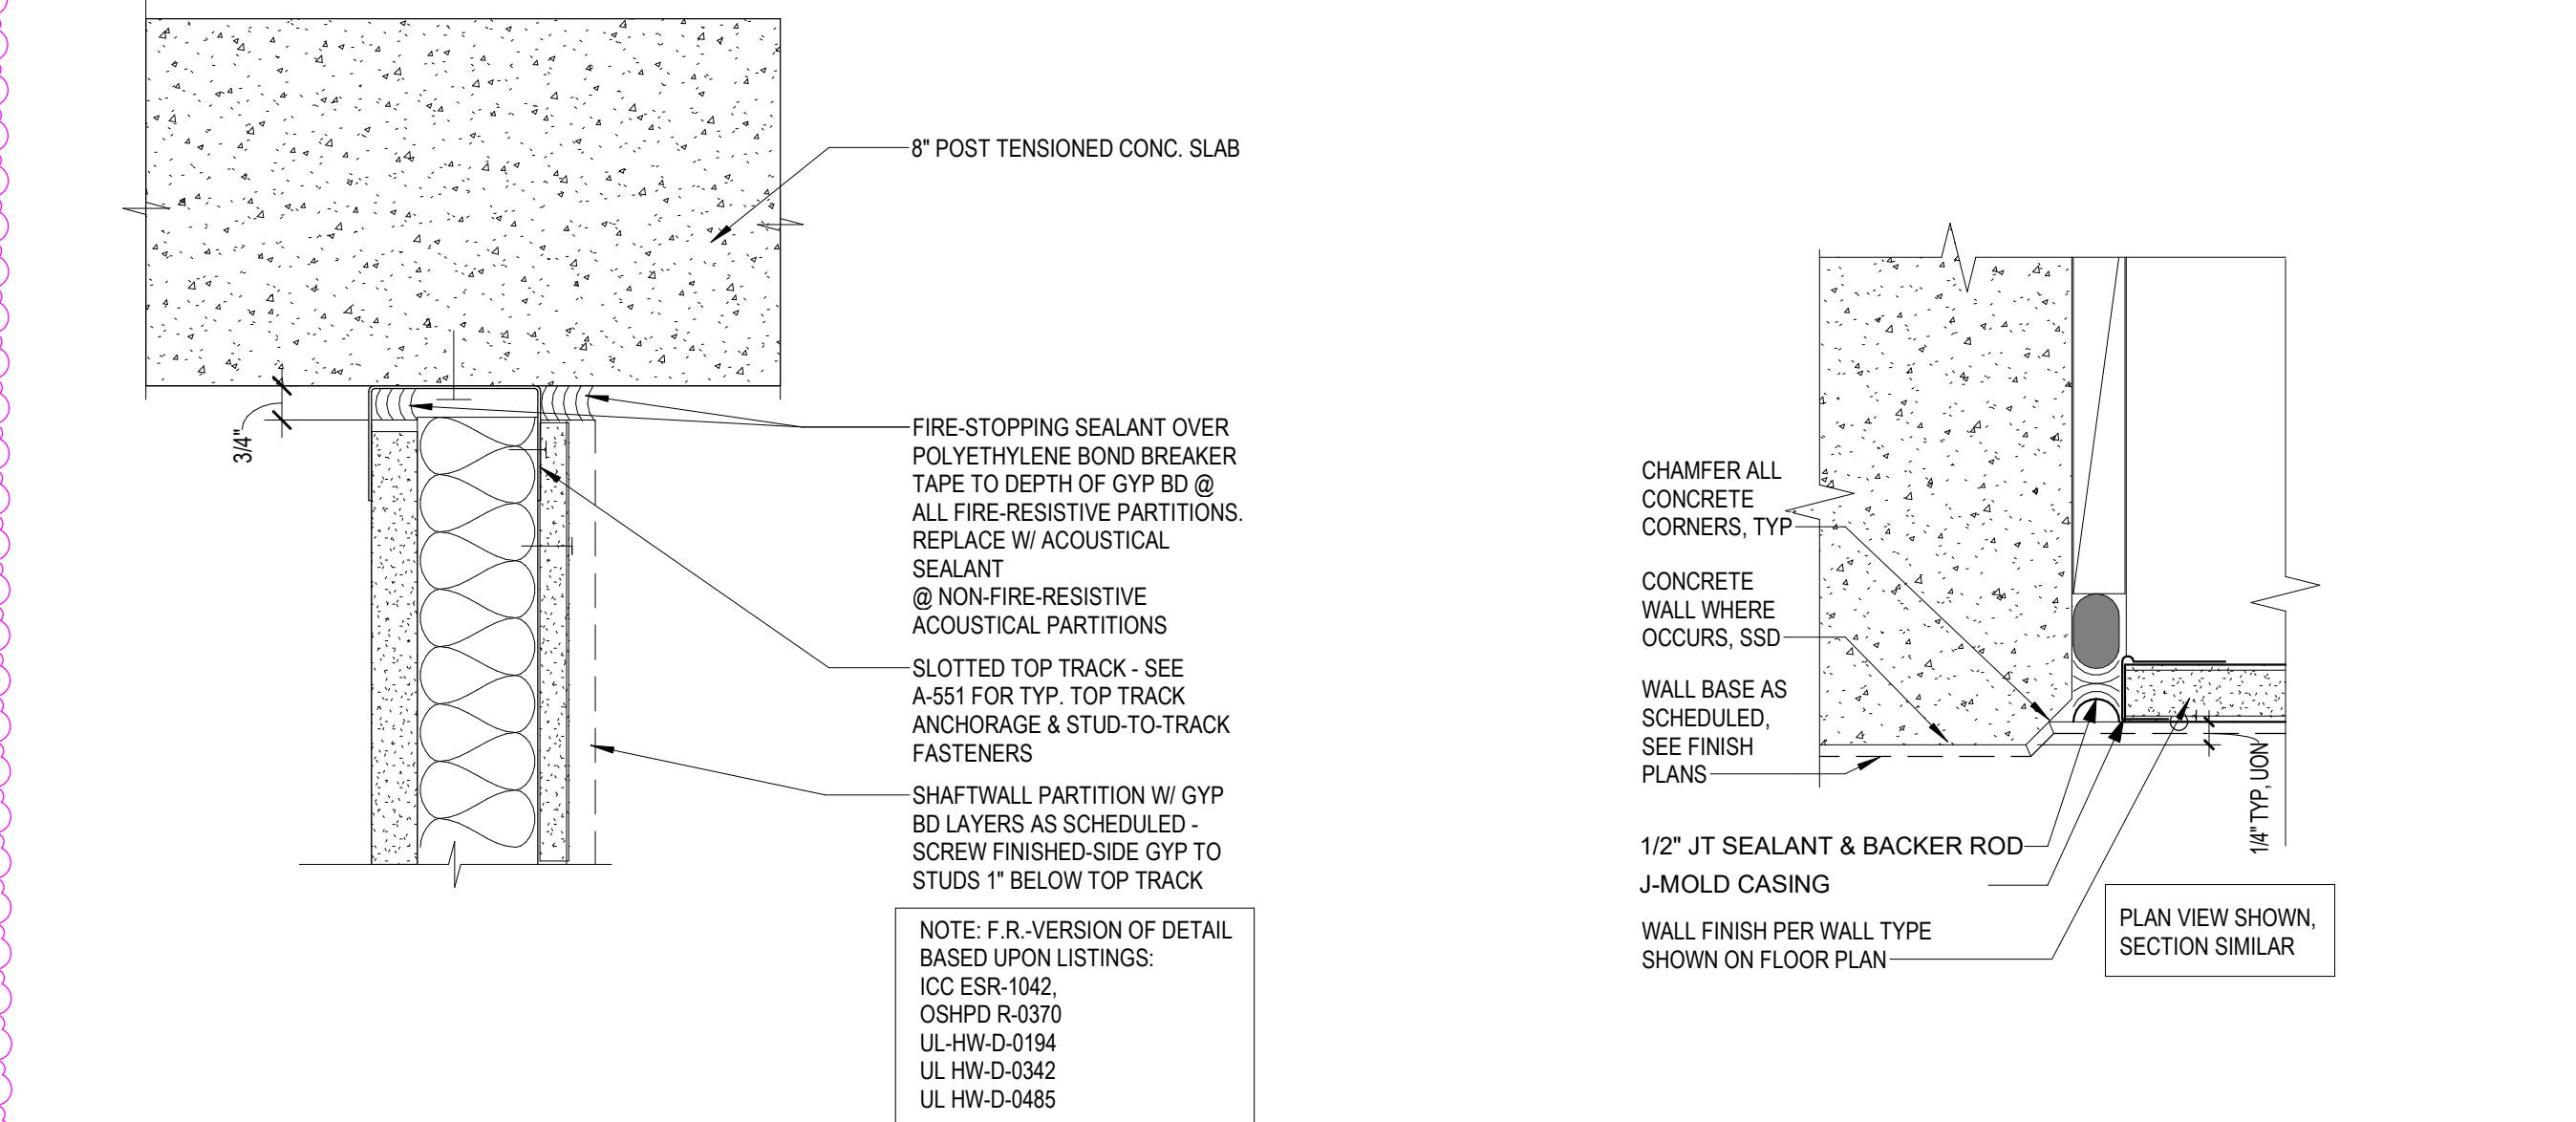 8" POST TENSIONED CONC. SLAB
3/4"
FIRE-STOPPING SEALANT OVER
POLYETHYLENE BOND BREAKER
TAPE TO DEPTH OF GYP BD @
ALL FIRE-RESISTIVE PARTITIONS.
REPLACE W/ ACOUSTICAL
SEALANT
@ NON-FIRE-RESISTIVE
ACOUSTICAL PARTITIONS
SLOTTED TOP TRACK - SEE
A-551 FOR TYP. TOP TRACK
ANCHORAGE & STUD-TO-TRACK
FASTENERS
SHAFTWALL PARTITION W/ GYP
BD LAYERS AS SCHEDULED -
SCREW FINISHED-SIDE GYP TO
STUDS 1" BELOW TOP TRACK
NOTE: F.R.-VERSION OF DETAIL
BASED UPON LISTINGS:
ICC ESR-1042,
OSHPD R-0370
UL-HW-D-0194
UL HW-D-0342
UL HW-D-0485
CHAMFER ALL
CONCRETE
CORNERS, TYP
CONCRETE
WALL WHERE
OCCURS, SSD
WALL BASE AS
SCHEDULED,
SEE FINISH
PLANS
1/2" JT SEALANT & BACKER ROD
J-MOLD CASING
WALL FINISH PER WALL TYPE
SHOWN ON FLOOR PLAN
1/4" TYP, UON
PLAN VIEW SHOWN,
SECTION SIMILAR